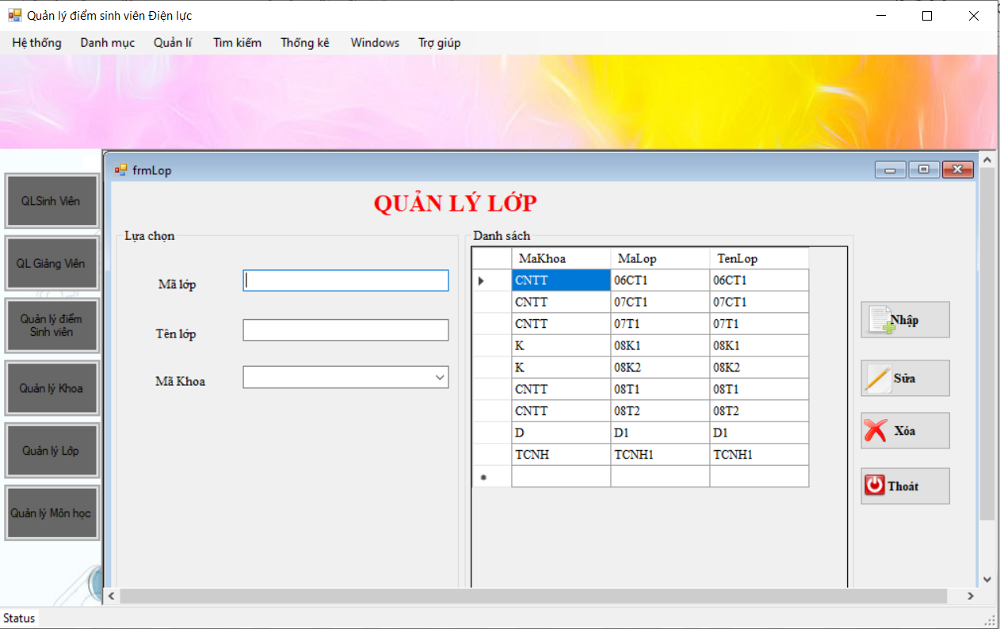 Quản lý điểm sinh viên Điện lực
Hệ thống Danh mục Quản lí Tìm kiếm Thống kê Windows Trợ giúp
frmLop
QUẢN LÝ LỚP
QLSinh Viên
QL Giảng Viên
Quản lý điểm
Sinh viên
Quản lý Khoa
Quản lý Lớp
Quản lý Môn học
Lựa chọn
Mã lớp
Tên lớp
Mã Khoa
Danh sách
MaKhoa MaLop TenLop
CNTT 06CT1 06CT1
CNTT 07CT1 07CT1
CNTT 07T1 07T1
K 08K1 08K1
K 08K2 08K2
CNTT 08T1 08T1
CNTT 08T2 08T2
D D1 D1
TCNH TCNH1 TCNH1
Nhập
Sửa
Xóa
Thoát
Status